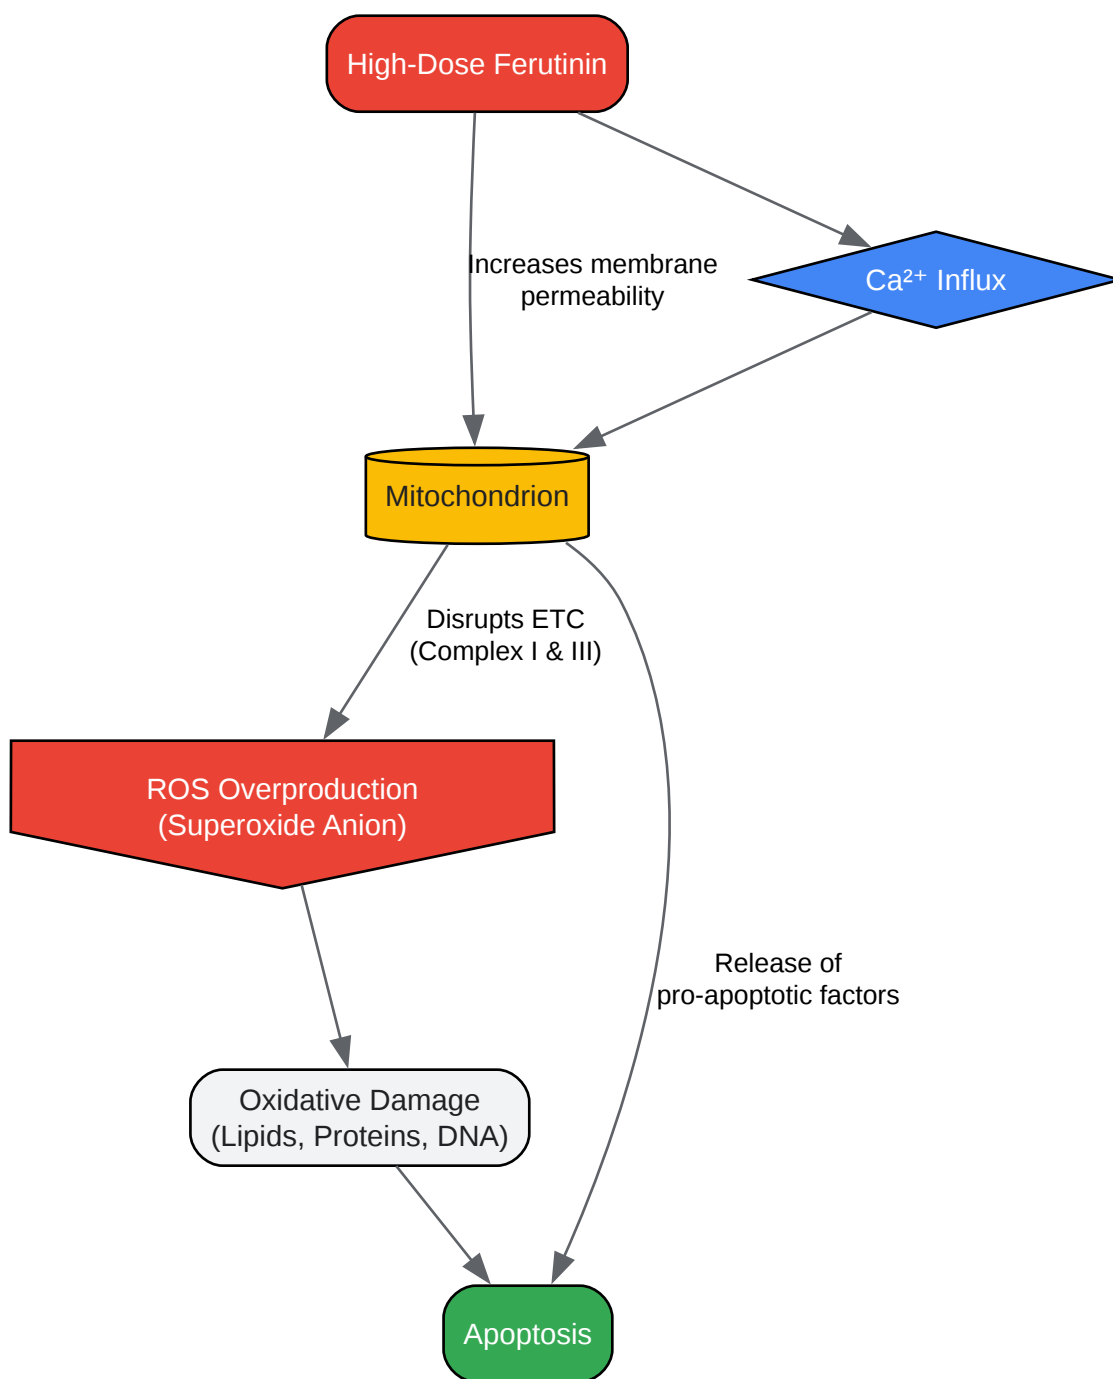 High-Dose Ferutinin
Increases membrane
permeability
Ca²⁺ Influx
Mitochondrion
Disrupts ETC
(Complex I & III)
ROS Overproduction
(Superoxide Anion)
Release of
pro-apoptotic factors
Oxidative Damage
(Lipids, Proteins, DNA)
Apoptosis